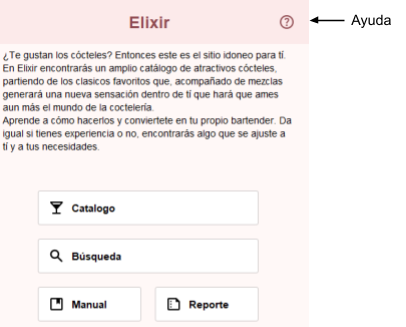 Elixir
Ayuda
¿Te gustan los cócteles? Entonces este es el sitio idoneo para tí.
En Elixir encontrarás un amplio catálogo de atractivos cócteles,
partiendo de los clasicos favoritos que, acompañado de mezclas
generará una nueva sensación dentro de tí que hará que ames
aun más el mundo de la coctelería.
Aprende a cómo hacerlos y conviertete en tu propio bartender. Da
igual si tienes experiencia o no, encontrarás algo que se ajuste a
tí y a tus necesidades.
Catalogo
Búsqueda
Manual
Reporte